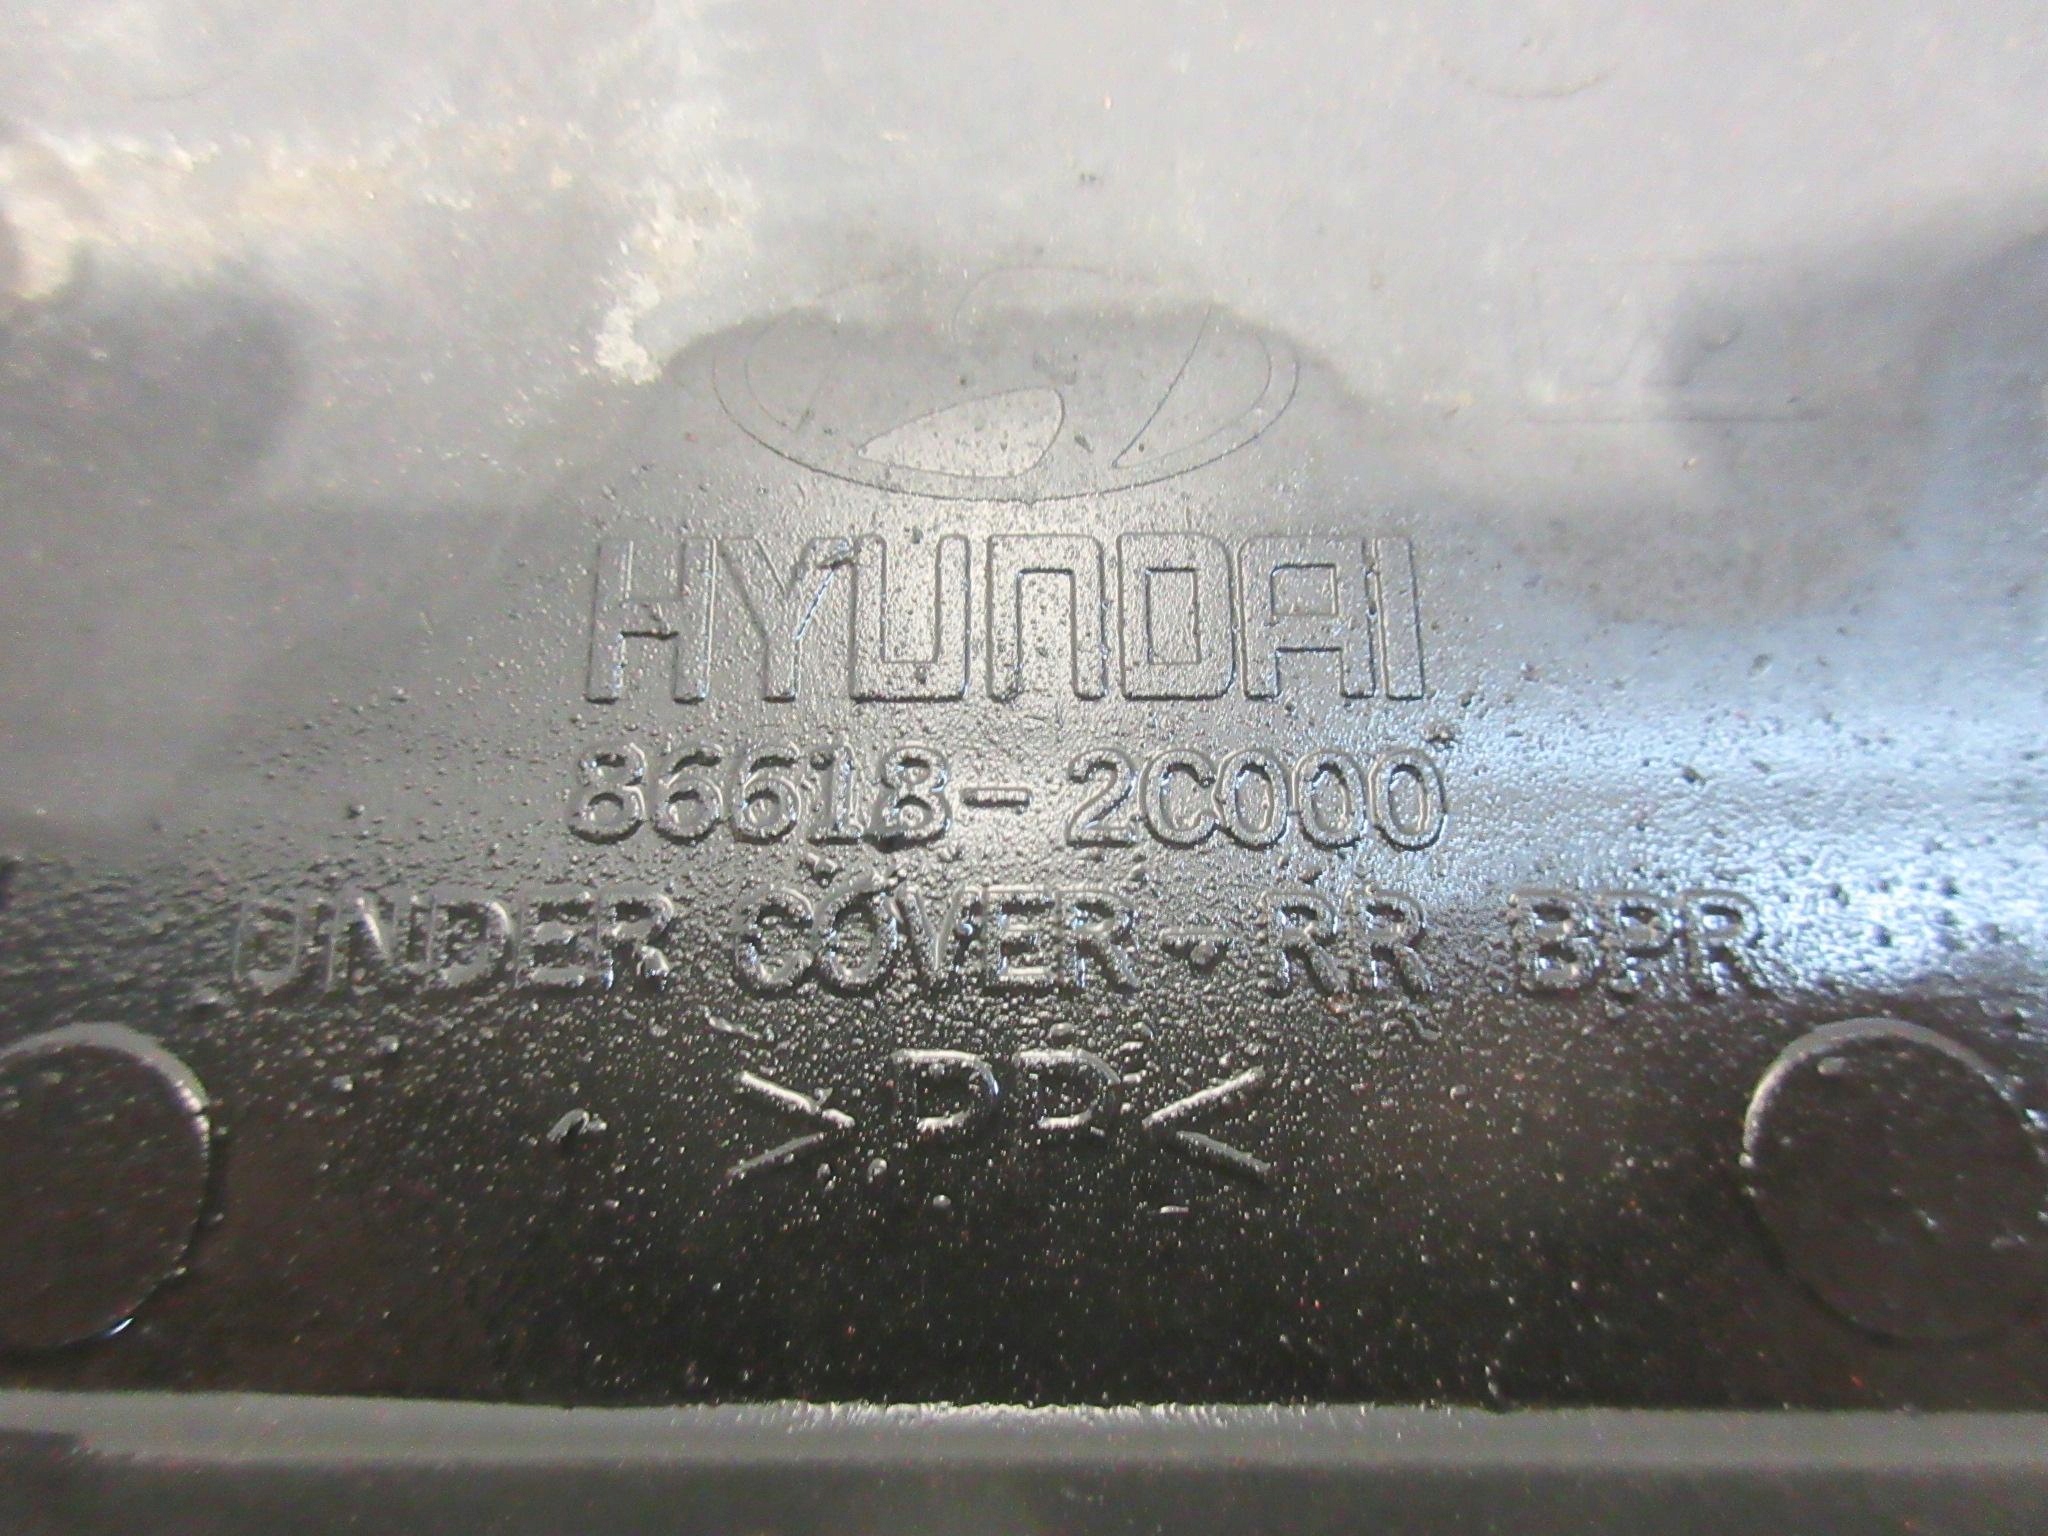 HYUNDAI
86618-2C000
UNDER COVER-RR BPR
>PP<